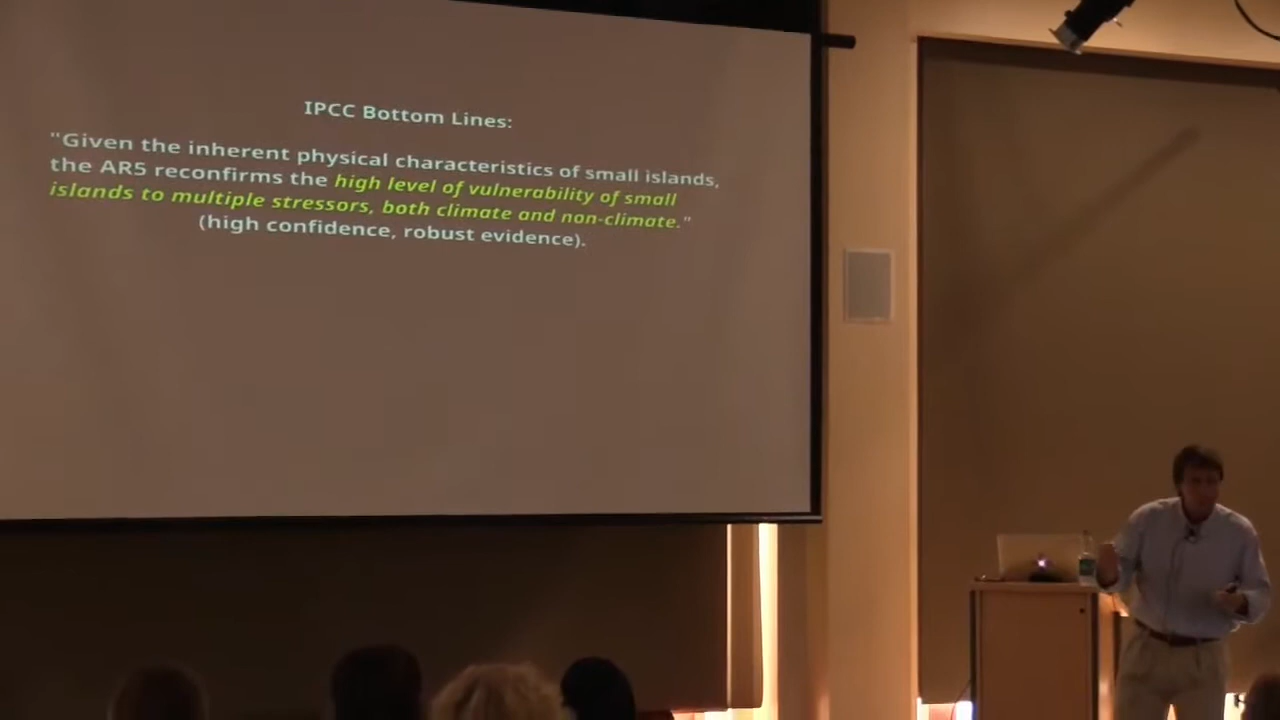 IPCC Bottom Lines:
"Given the inherent physical characteristics of small islands,
the AR5 reconfirms the high level of vulnerability of small
islands to multiple stressors, both climate and non-climate."
(high confidence, robust evidence).